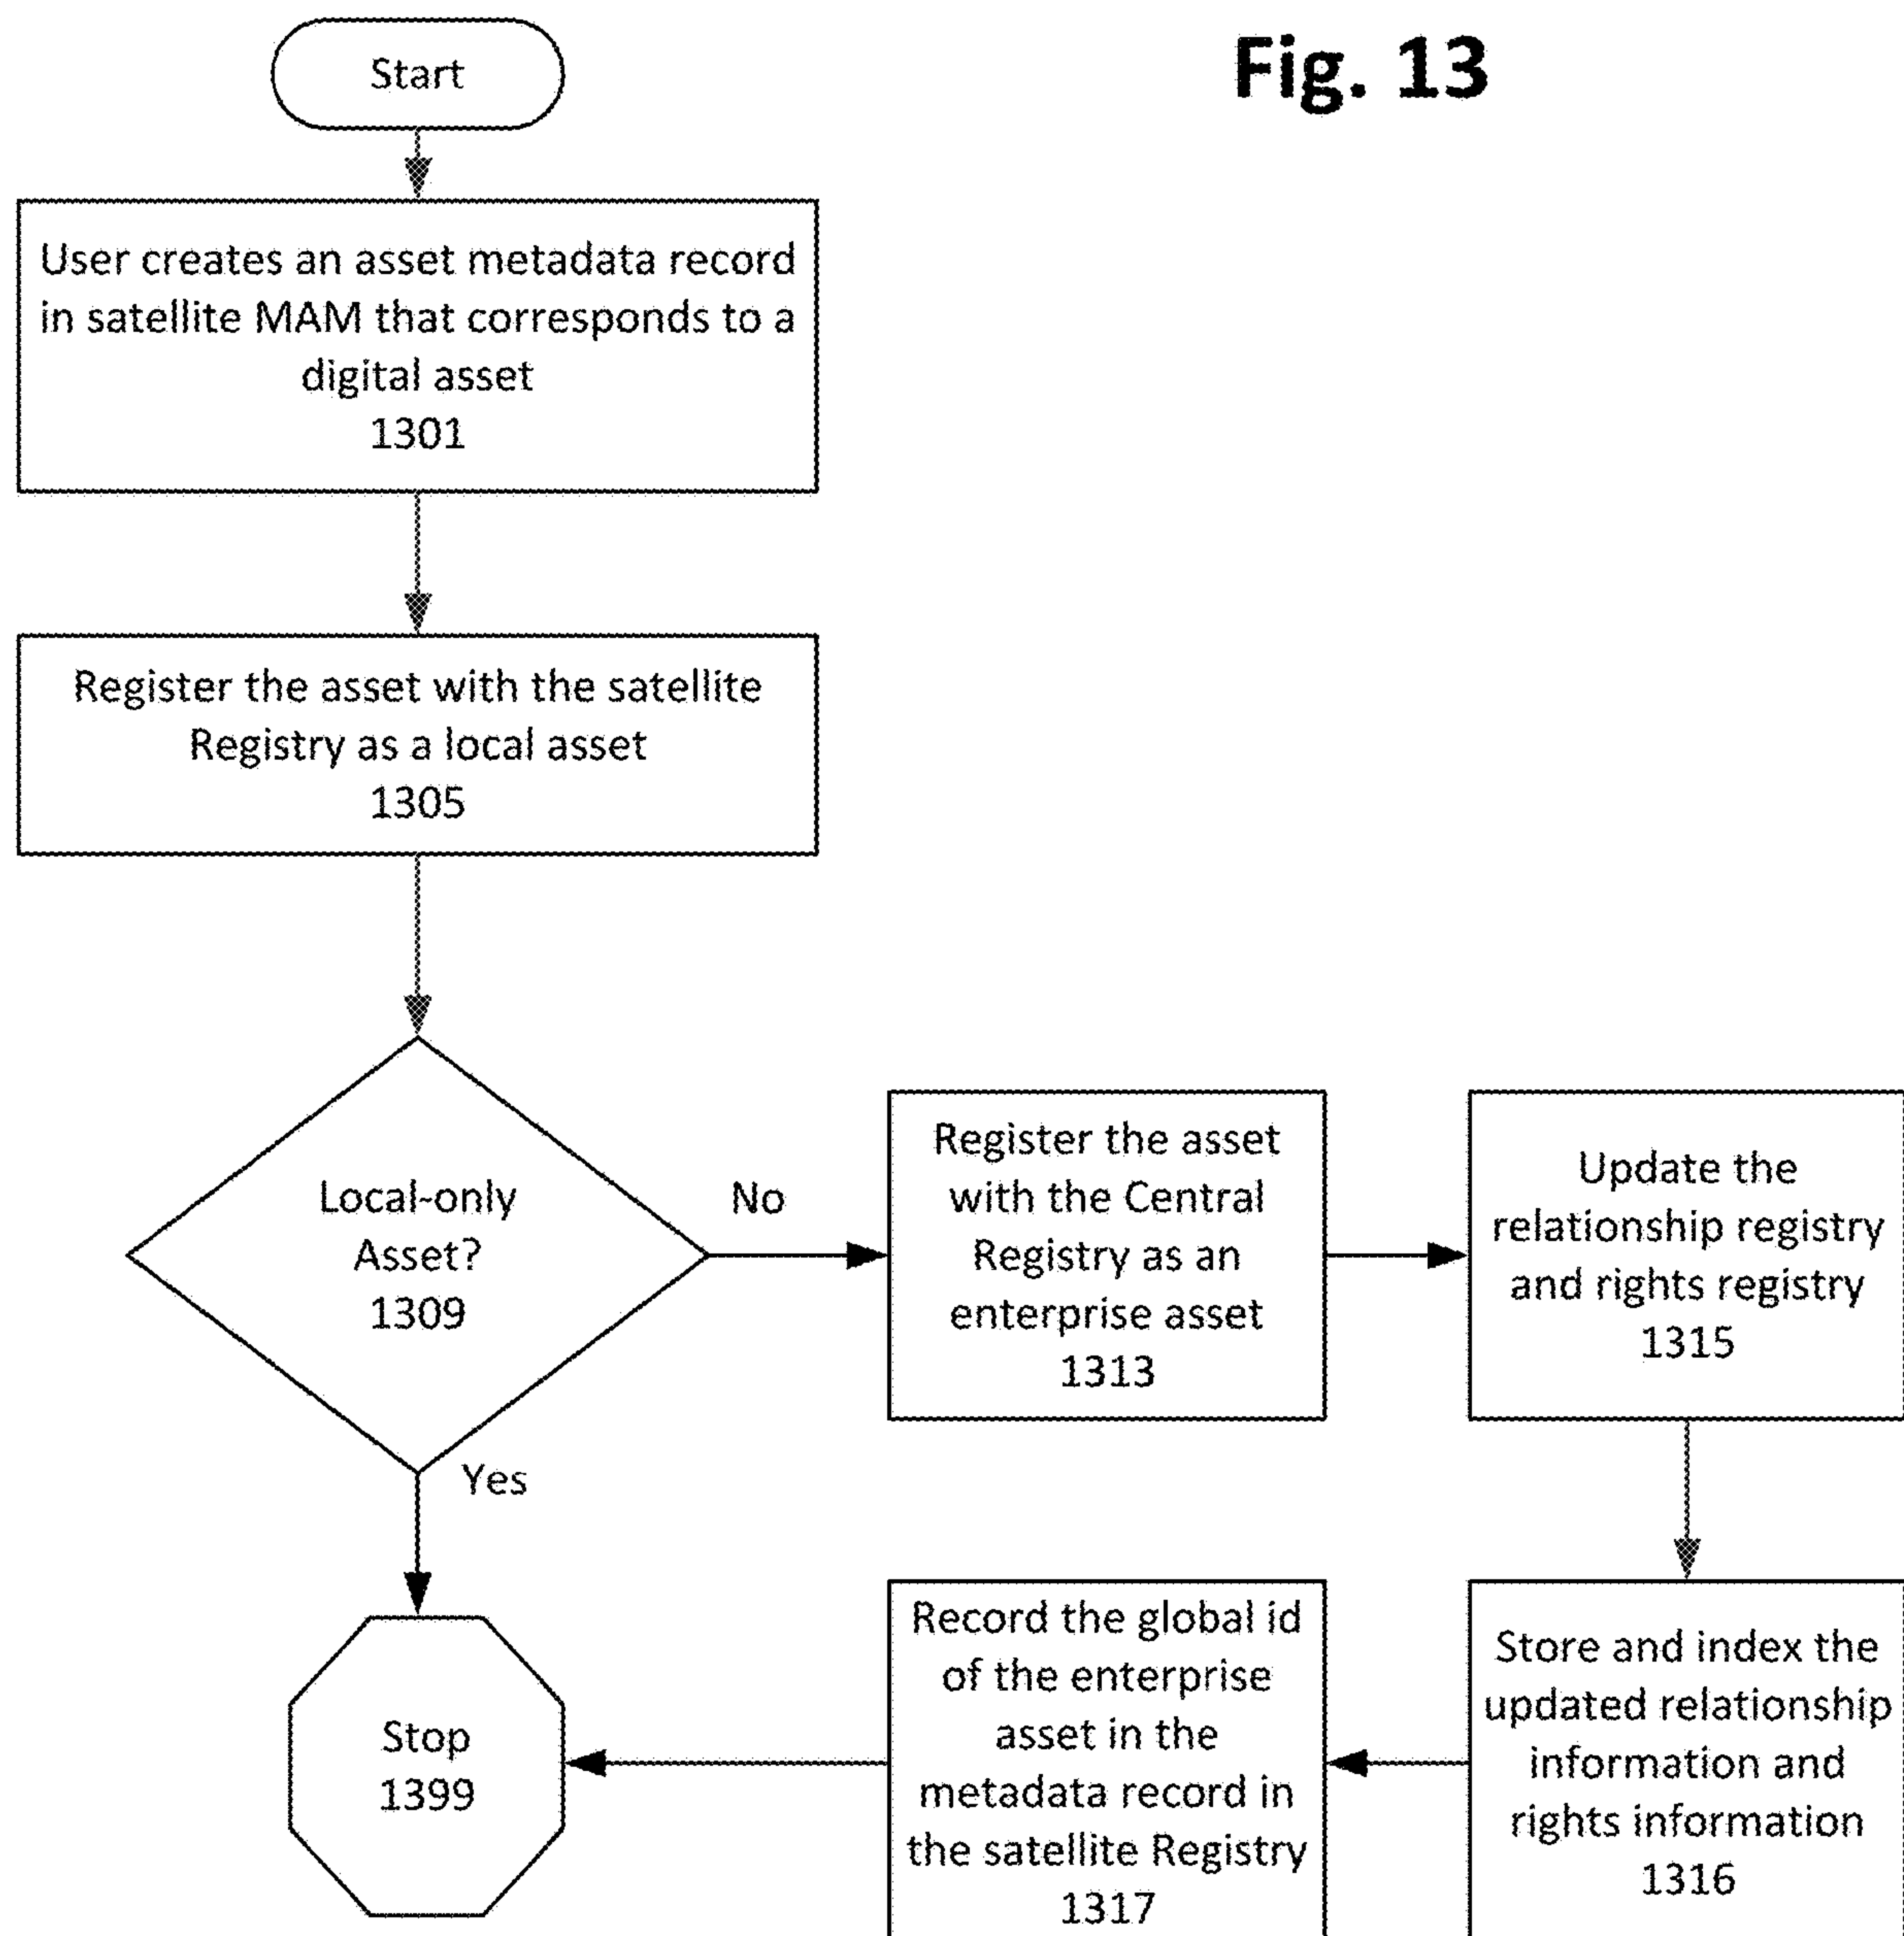 Fig. 13
Start
User creates an asset metadata record
in satellite MAM that corresponds to a
digital asset
1301
Register the asset with the satellite
Registry as a local asset
1305
Local-only
Asset?
1309
No
Yes
Register the asset
with the Central
Registry as an
enterprise asset
1313
Update the
relationship registry
and rights registry
1315
Store and index the
updated relationship
information and
rights information
1316
Record the global id
of the enterprise
asset in the
metadata record in
the satellite Registry
1317
Stop
1399